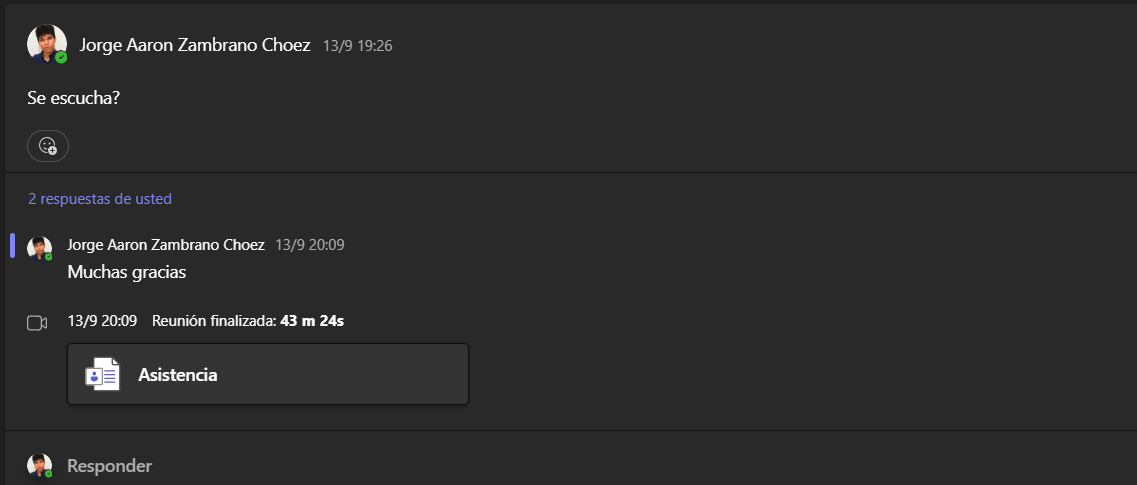 Jorge Aaron Zambrano Choez 13/9 19:26
Se escucha?
2 respuestas de usted
Jorge Aaron Zambrano Choez 13/9 20:09
Muchas gracias
13/9 20:09 Reunión finalizada: 43 m 24s
Asistencia
Responder